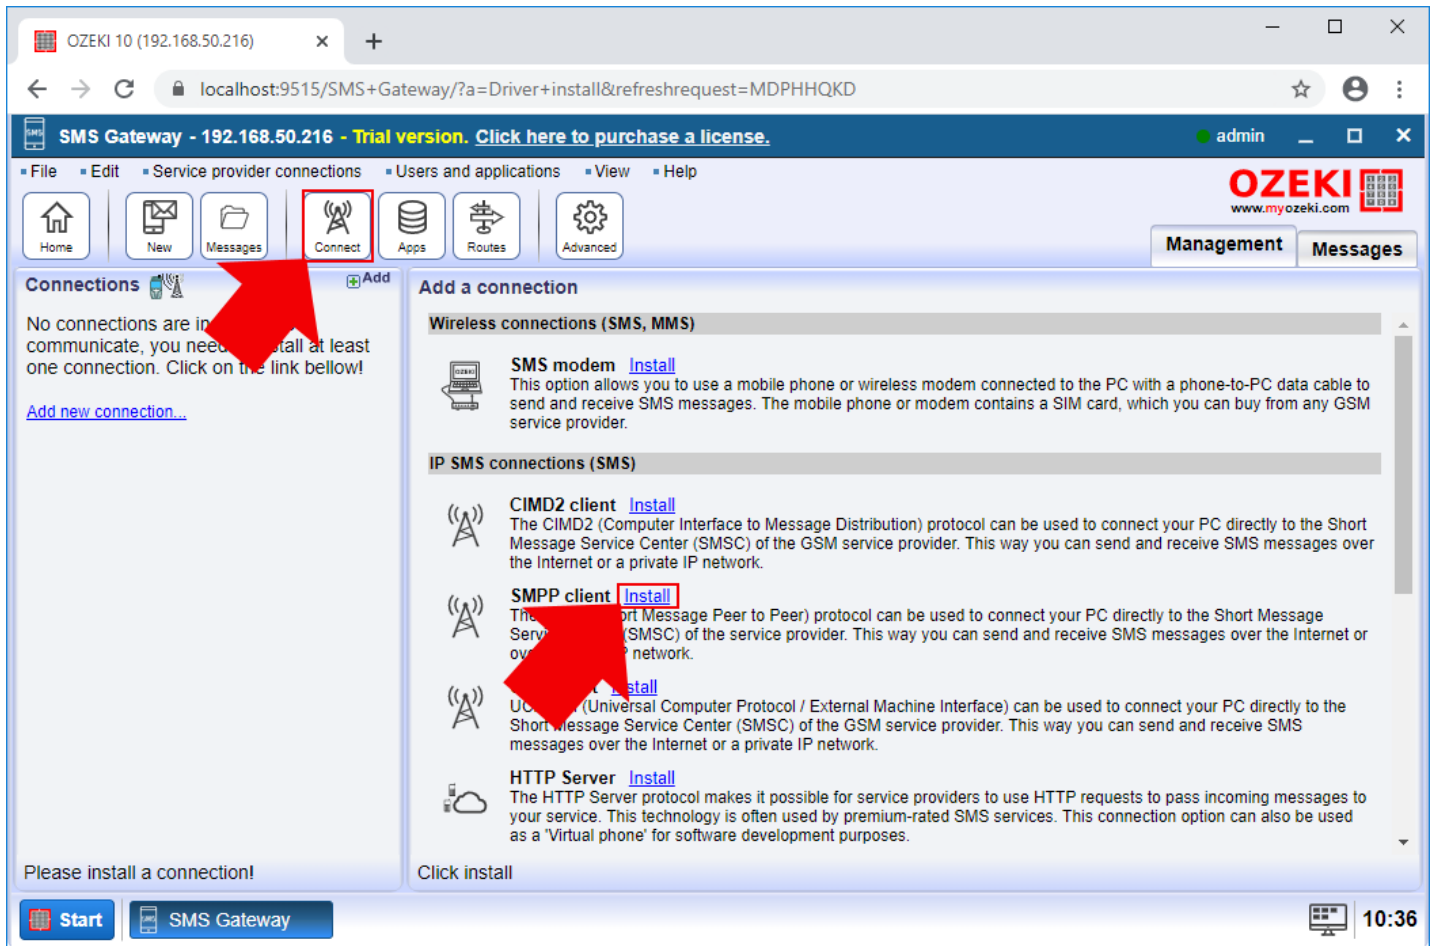 OZEKI 10 (192.168.50.216)
localhost:9515/SMS+Gateway/?a=Driver+install&refreshrequest=MDPHHQKD
SMS
SMS Gateway - 192.168.50.216 - Trial version. Click here to purchase a license.
admin
File Edit Service provider connections Users and applications View Help
OZEKI
www.myozeki.com
Home New Messages Connect Apps Routes Advanced
Management Messages
Connections Add
No connections are in
communicate, you need stall at least
one connection. Click on the link bellow!
Add new connection...
Please install a connection!
Add a connection
Wireless connections (SMS, MMS)
OZEKI
SMS modem Install
This option allows you to use a mobile phone or wireless modem connected to the PC with a phone-to-PC data cable to
send and receive SMS messages. The mobile phone or modem contains a SIM card, which you can buy from any GSM
service provider.
IP SMS connections (SMS)
CIMD2 client Install
The CIMD2 (Computer Interface to Message Distribution) protocol can be used to connect your PC directly to the Short
Message Service Center (SMSC) of the GSM service provider. This way you can send and receive SMS messages over
the Internet or a private IP network.
SMPP client Install
The ort Message Peer to Peer) protocol can be used to connect your PC directly to the Short Message
Servi (SMSC) of the service provider. This way you can send and receive SMS messages over the Internet or
ov network.
Install
(Universal Computer Protocol / External Machine Interface) can be used to connect your PC directly to the
Short Message Service Center (SMSC) of the GSM service provider. This way you can send and receive SMS
messages over the Internet or a private IP network.
HTTP Server Install
The HTTP Server protocol makes it possible for service providers to use HTTP requests to pass incoming messages to
your service. This technology is often used by premium-rated SMS services. This connection option can also be used
as a 'Virtual phone' for software development purposes.
Click install
Start
SMS
SMS Gateway
10:36